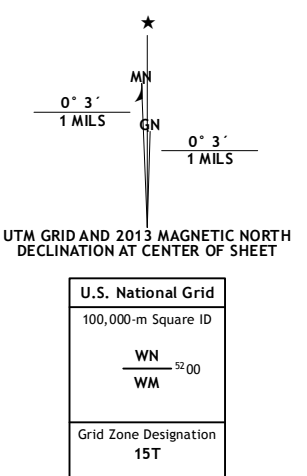 ★
MN
0° 3´
1 MILS
GN
0° 3´
1 MILS
UTM GRID AND 2013 MAGNETIC NORTH
DECLINATION AT CENTER OF SHEET
U.S. National Grid
100,000-m Square ID
WN
5200
WM
Grid Zone Designation
15T